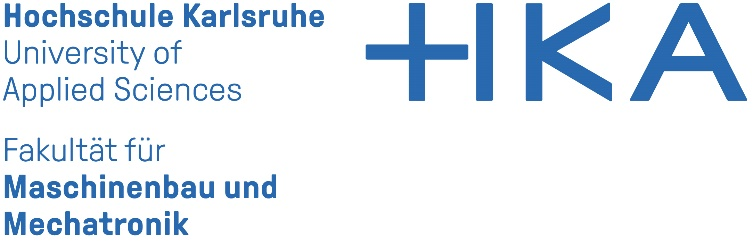 Hochschule Karlsruhe
University of
Applied Sciences
HKA
Fakultät für
Maschinenbau und
Mechatronik